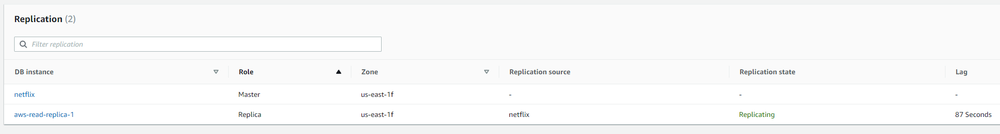 Replication (2)
Filter replication
DB instance Role Zone Replication source Replication state Lag
netflix Master us-east-1f - - -
aws-read-replica-1 Replica us-east-1f netflix Replicating 87 Seconds